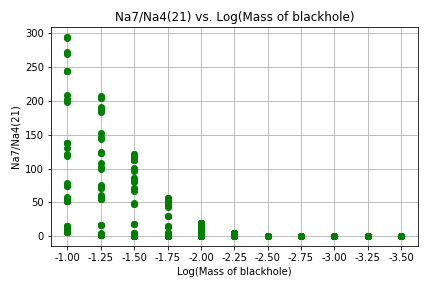 Na7/Na4(21) vs. Log(Mass of blackhole)
300
250
200
150
100
50
0
Na7/Na4(21)
-1.00 -1.25 -1.50 -1.75 -2.00 -2.25 -2.50 -2.75 -3.00 -3.25 -3.50
Log(Mass of blackhole)